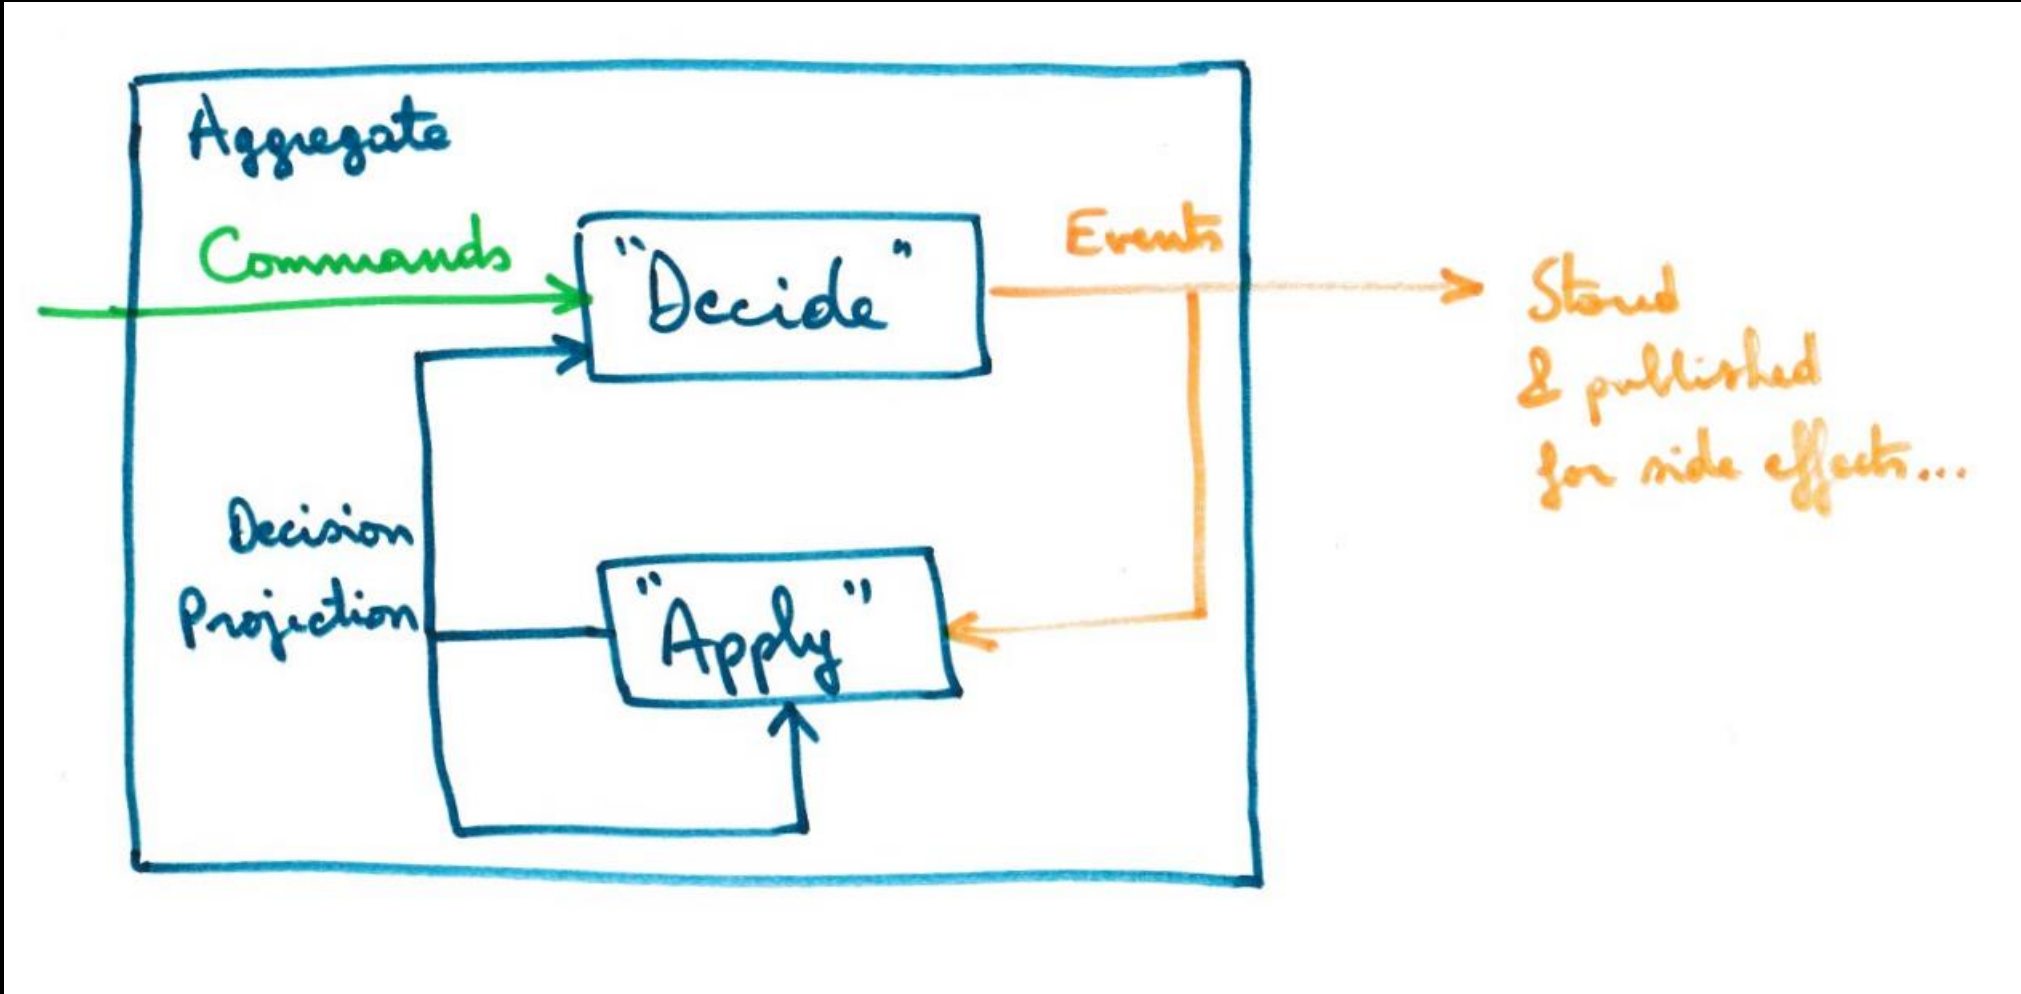 Aggregate
Commands
"Decide"
Events
Stored
& published
for side effects...
Decision
Projection
"Apply"